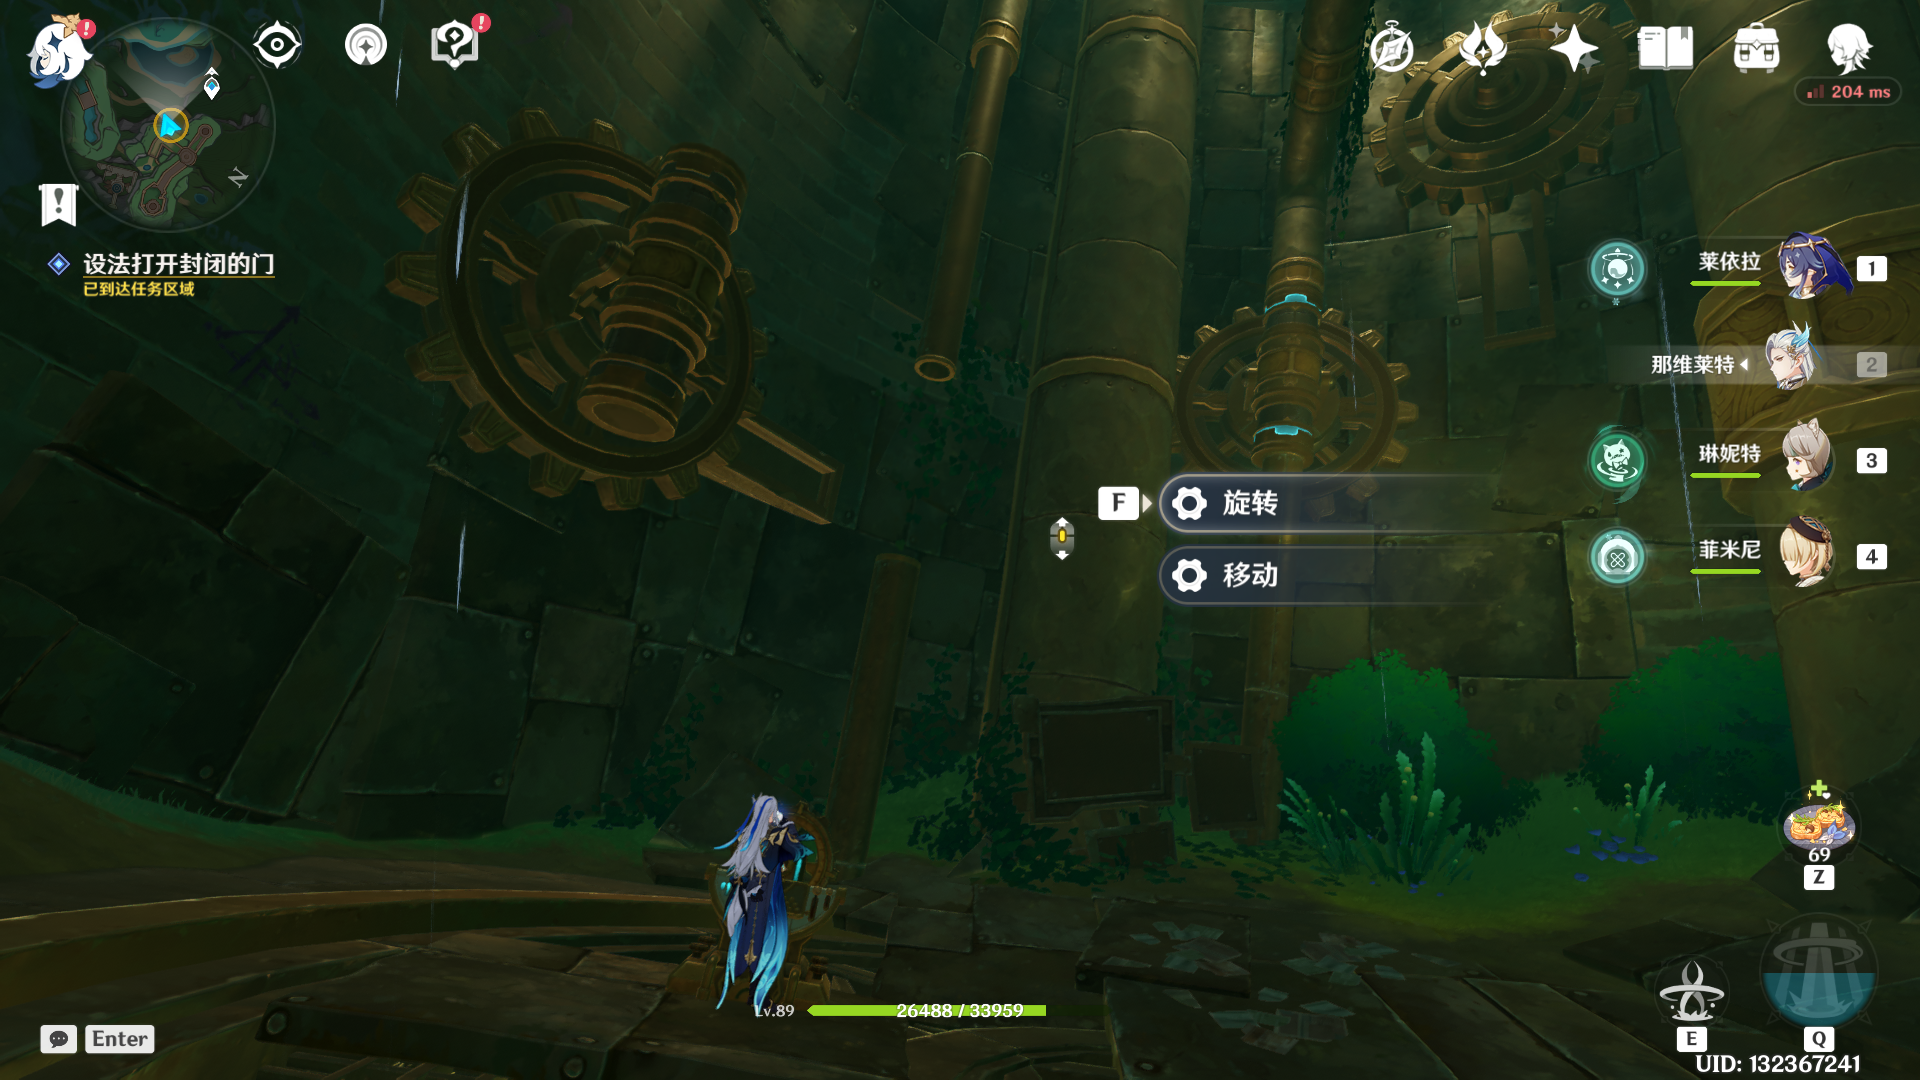 204 ms
N
设法打开封闭的门
已到达任务区域
莱依拉
1
那维莱特
2
琳妮特
3
菲米尼
4
F
旋转
移动
69
Z
Lv.89
26488 / 33959
Enter
E
Q
UID: 132367241